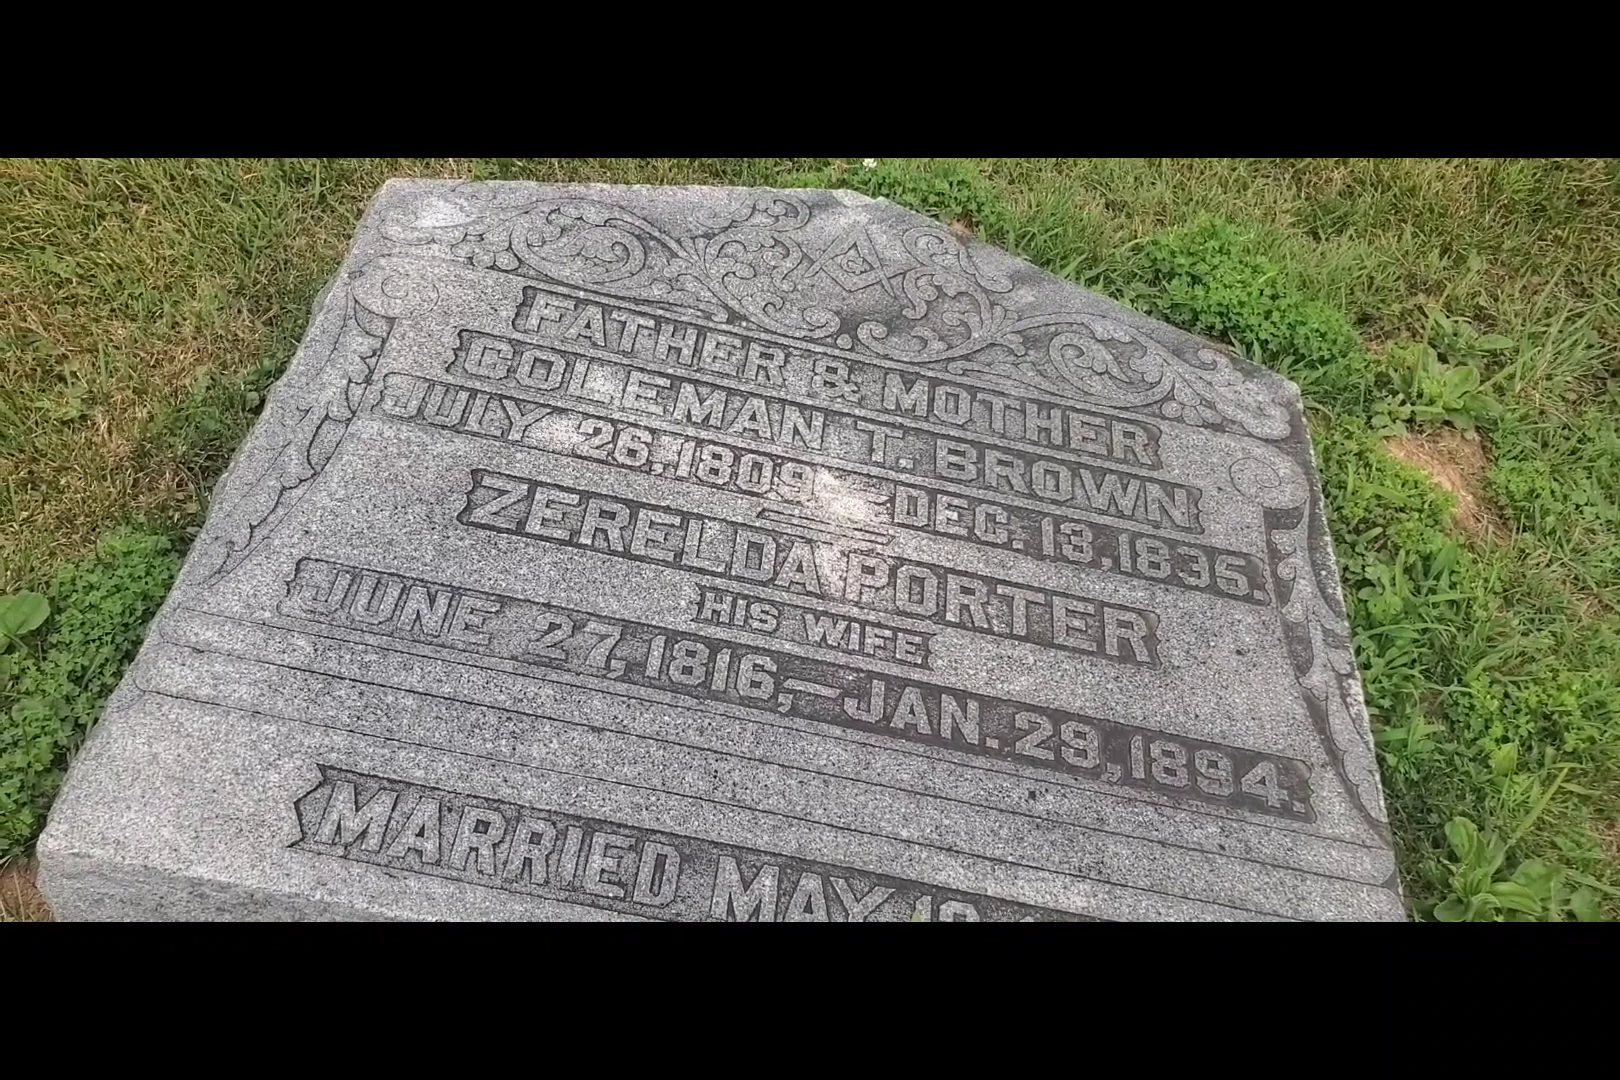 G
FATHER & MOTHER
COLEMAN T. BROWN
JULY 26, 1809 — DEC. 13, 1835.
ZERELDA PORTER
HIS WIFE
JUNE 27, 1816, — JAN. 29, 1894.
MARRIED MAY